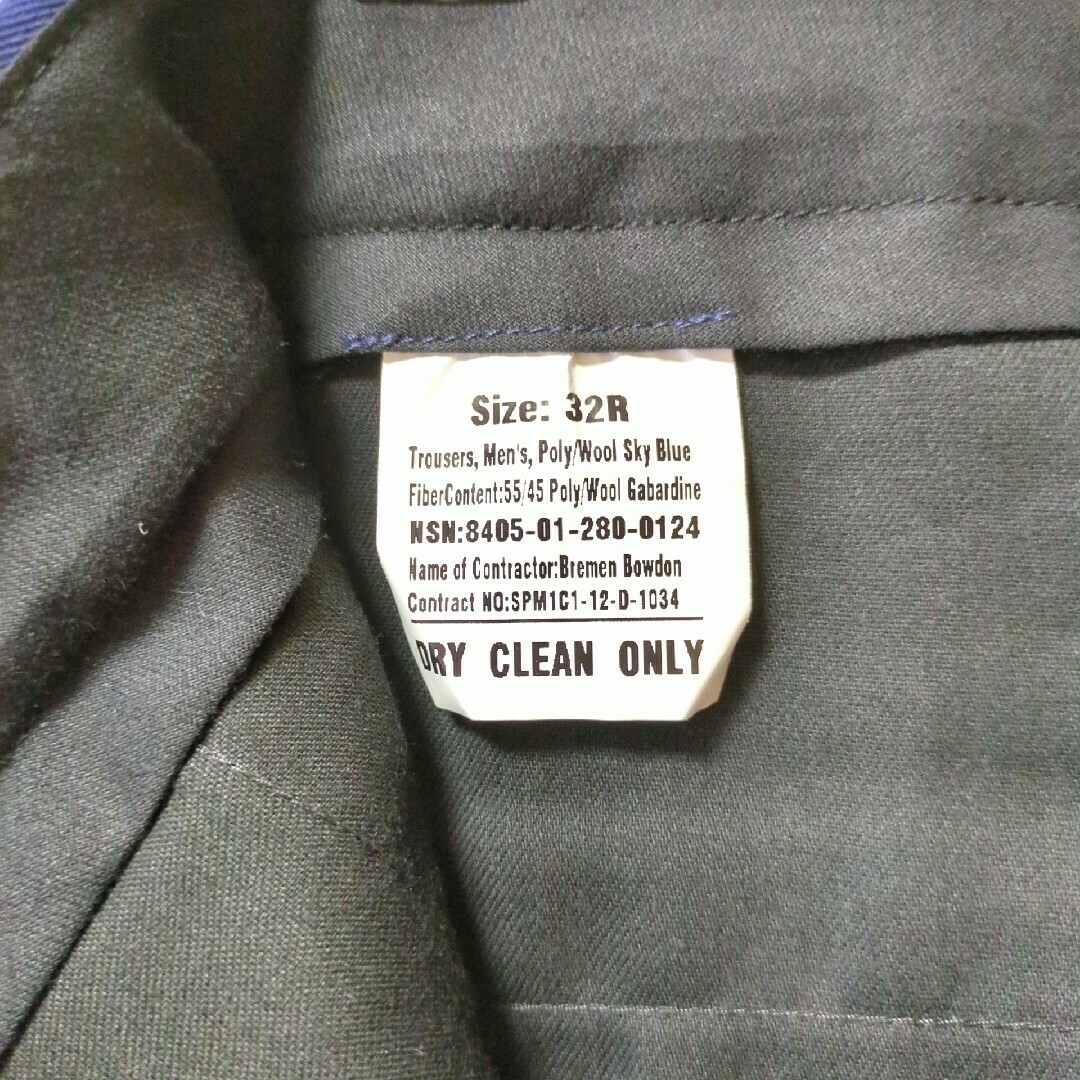 Size: 32R
Trousers, Men's, Poly/Wool Sky Blue
FiberContent:55/45 Poly/Wool Gabardine
NSN:8405-01-280-0124
Name of Contractor:Bremen Bowdon
Contract NO:SPM1C1-12-D-1034
DRY CLEAN ONLY